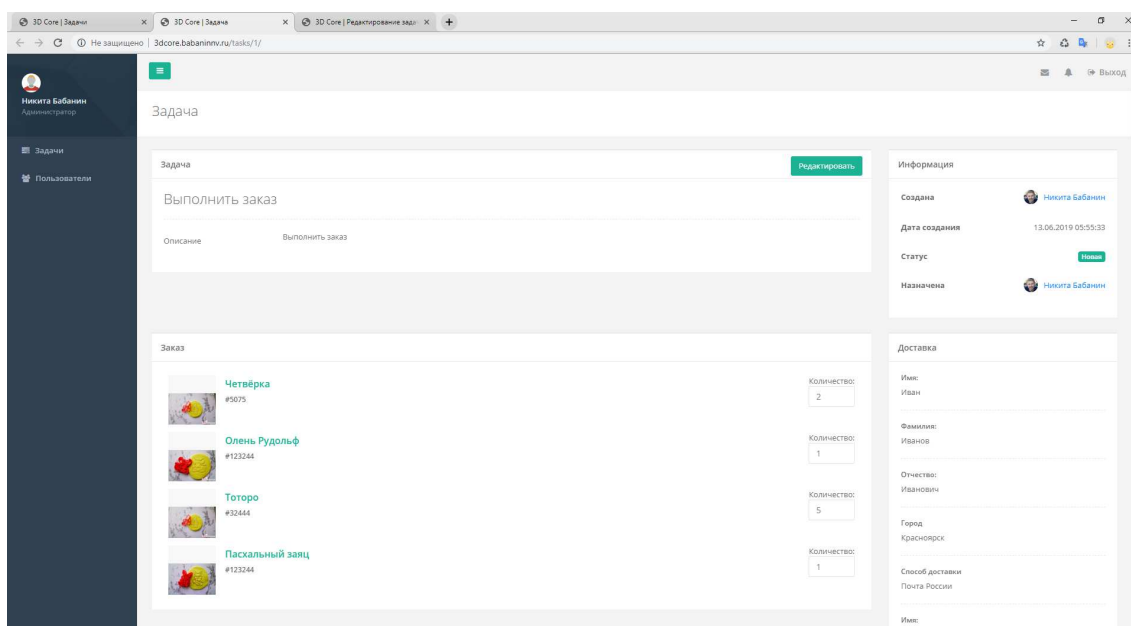 3D Core | Задачи
3D Core | Задача
3D Core | Редактирование зада
Не защищено | 3dcore.babaninnv.ru/tasks/1/
Никита Бабанин
Администратор
Задачи
Пользователи
Выход
Задача
Задача
Редактировать
Выполнить заказ
Описание
Выполнить заказ
Информация
Создана
Никита Бабанин
Дата создания
13.06.2019 05:55:33
Статус
Новая
Назначена
Никита Бабанин
Заказ
Четвёрка
#5075
Количество:
2
Олень Рудольф
#123244
Количество:
1
Тоторо
#32444
Количество:
5
Пасхальный заяц
#123244
Количество:
1
Доставка
Имя:
Иван
Фамилия:
Иванов
Отчество:
Иванович
Город
Красноярск
Способ доставки
Почта России
Имя: